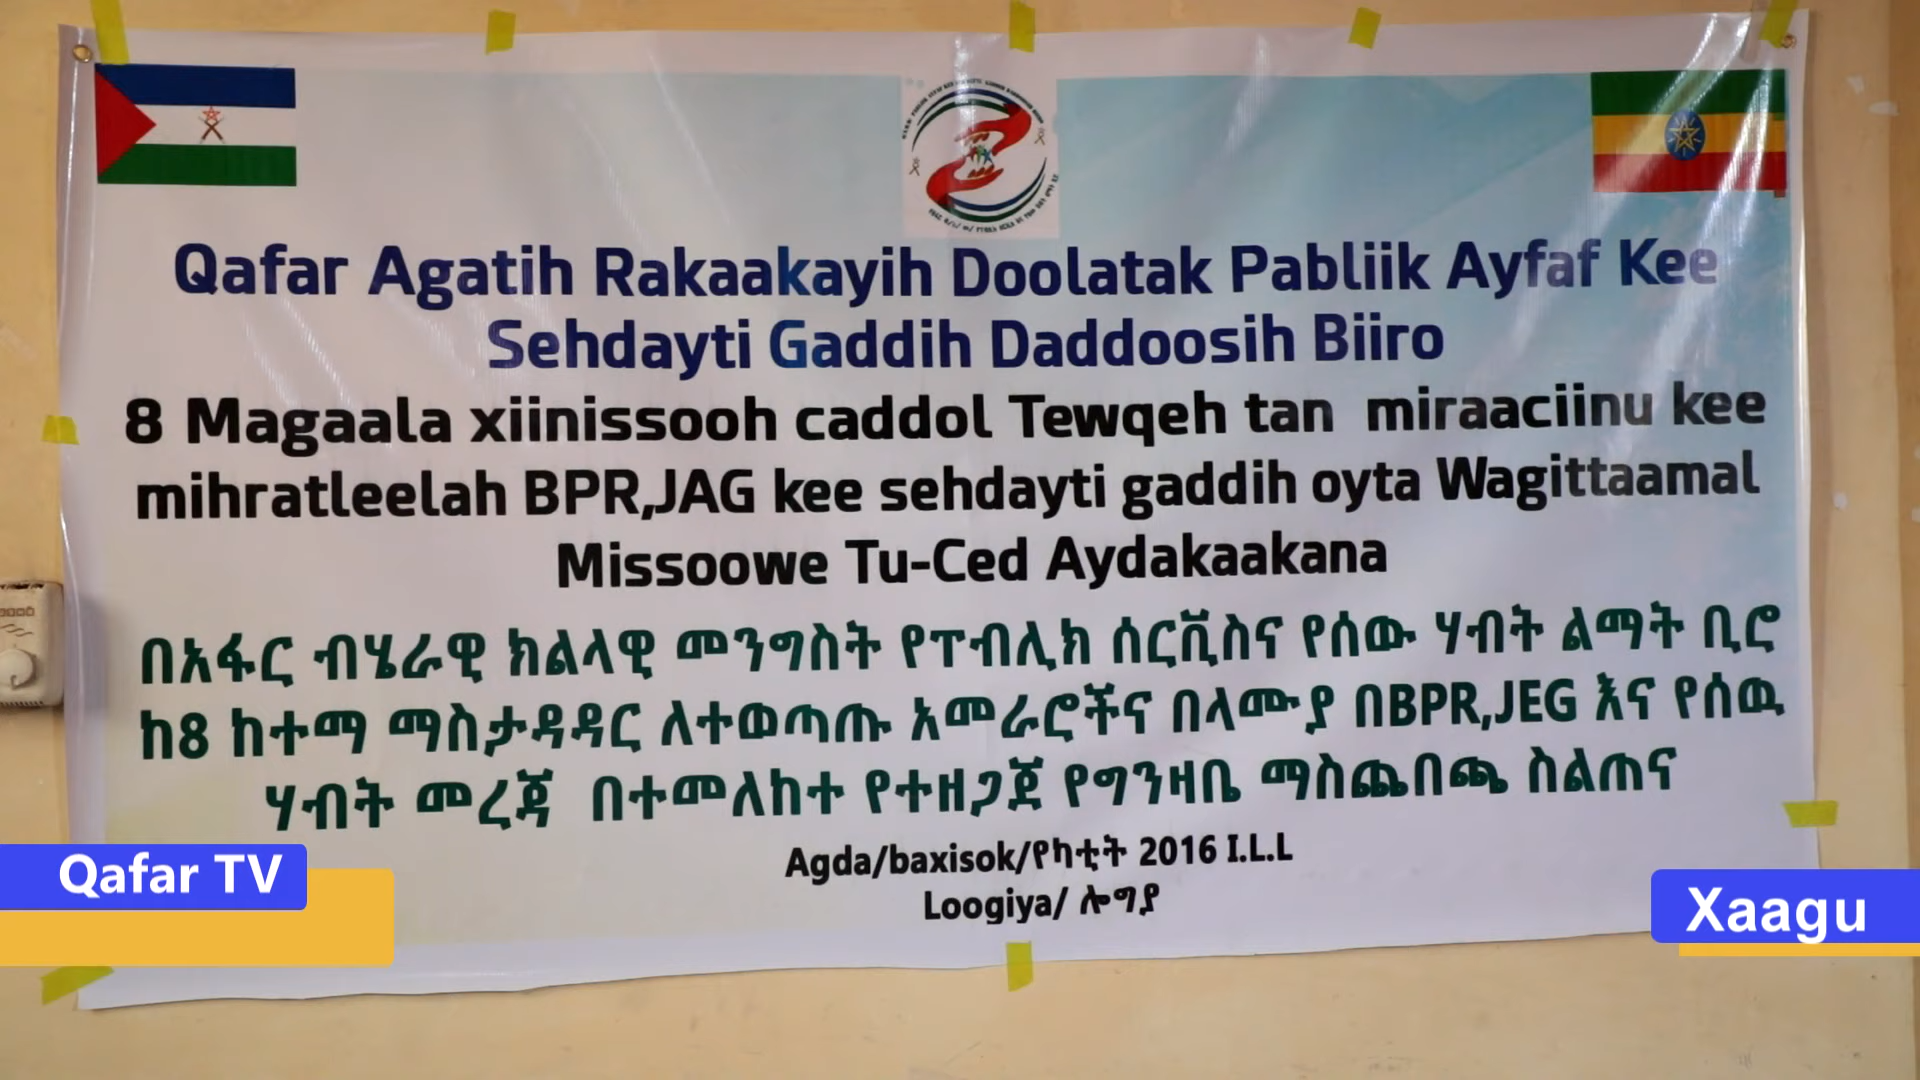 Qafar Agatih Rakaakayih Doolatak Pabliik Ayfaf Kee
Sehdayti Gaddih Daddoosih Biiro
8 Magaala xiinissooh caddol Tewqeh tan miraaciinu kee
mihratleelah BPR,JAG kee sehdayti gaddih oyta Wagittaamal
Missoowe Tu-Ced Aydakaakana
በአፋር ብሄራዊ ክልላዊ መንግስት የፐብሊክ ሰርቪስና የሰው ሃብት ልማት ቢሮ
ከ8 ከተማ ማስታዳዳር ለተወጣጡ አመራሮችና በላሙያ በBPR,JEG እና የሰዉ
ሃብት መረጃ በተመለከተ የተዘጋጀ የግንዛቤ ማስጨበጫ ስልጠና
Agda/baxisok/የካቲት 2016 I.L.L
Loogiya/ ሎግያ
Qafar TV
Xaagu